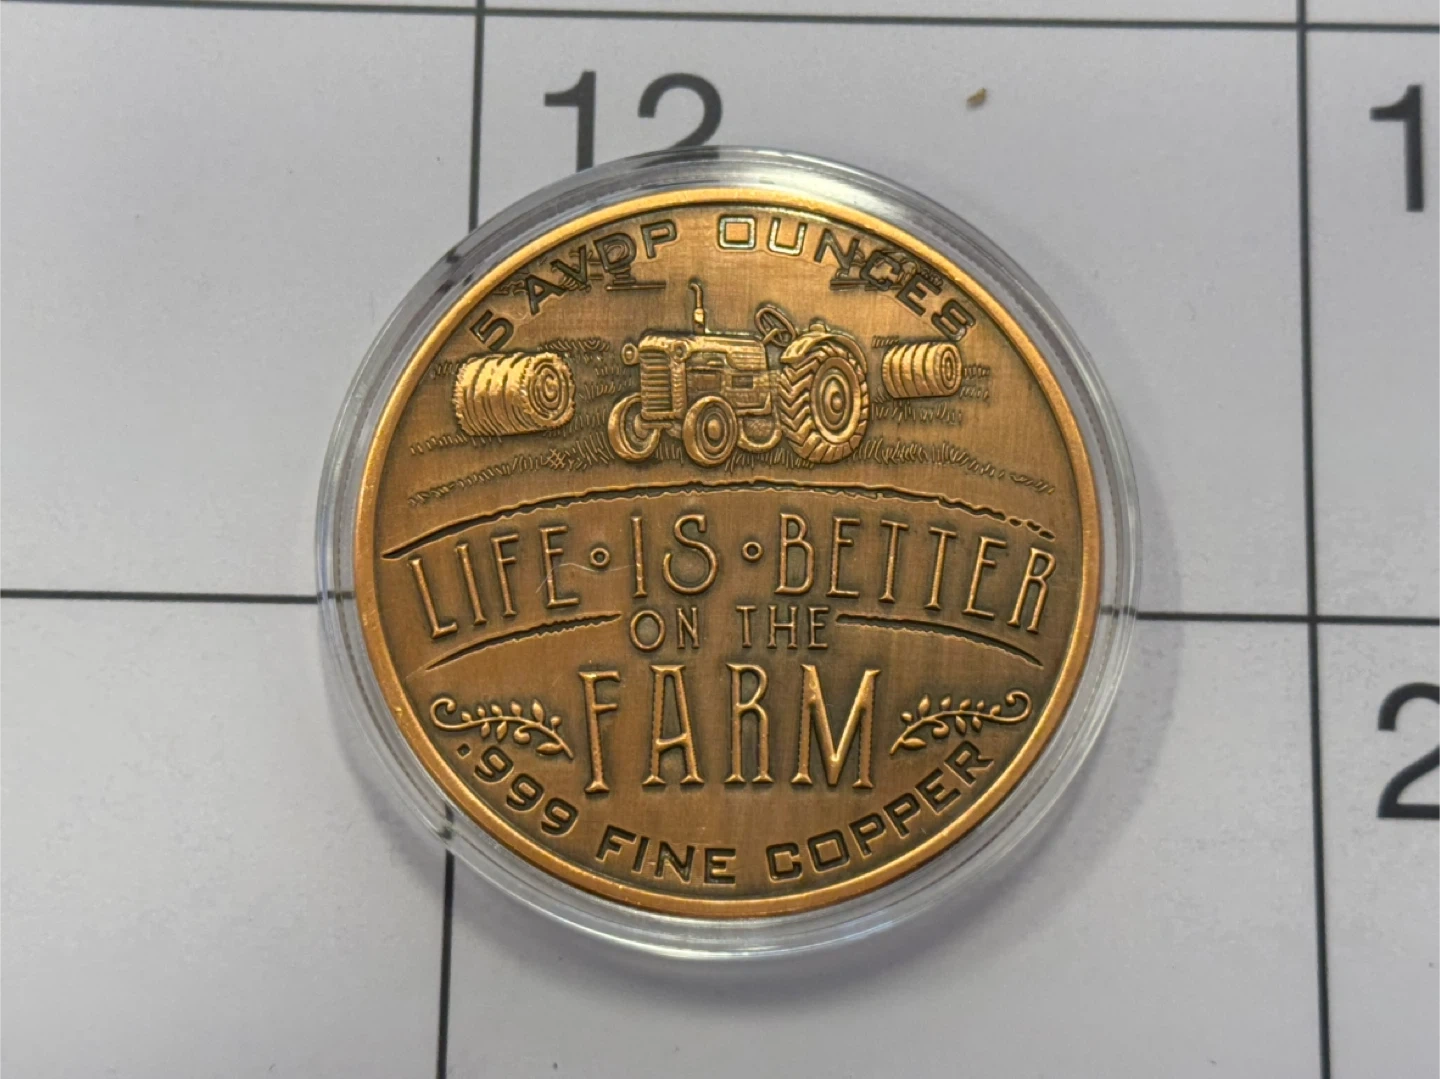 12
1
5 AVDP OUNCES
LIFE • IS • BETTER
ON THE
FARM
.999 FINE COPPER
2